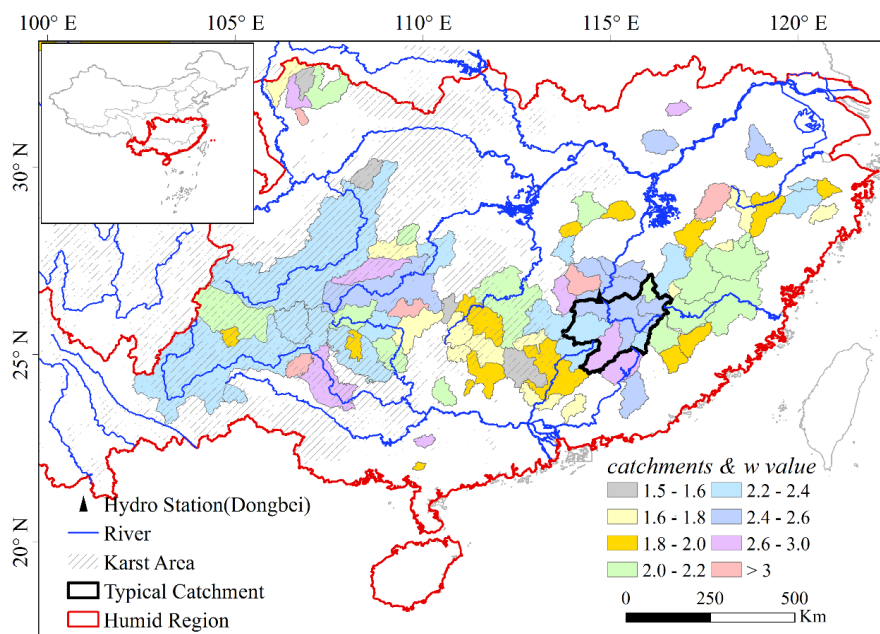 100° E 105° E 110° E 115° E 120° E
30° N
25° N
20° N
catchments & w value
1.5 - 1.6 2.2 - 2.4
1.6 - 1.8 2.4 - 2.6
1.8 - 2.0 2.6 - 3.0
2.0 - 2.2 > 3
Hydro Station(Dongbei)
River
Karst Area
Typical Catchment
Humid Region
0 250 500
Km